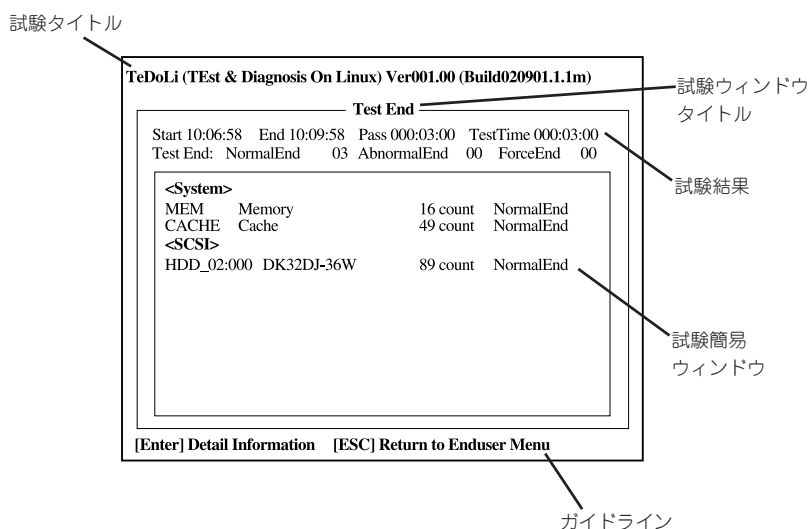 試験タイトル
TeDoLi (TEst & Diagnosis On Linux) Ver001.00 (Build020901.1.1m)
試験ウィンドウ
タイトル
Test End
Start 10:06:58 End 10:09:58 Pass 000:03:00 TestTime 000:03:00
Test End: NormalEnd 03 AbnormalEnd 00 ForceEnd 00
試験結果
<System>
MEM Memory 16 count NormalEnd
CACHE Cache 49 count NormalEnd
<SCSI>
HDD_02:000 DK32DJ-36W 89 count NormalEnd
試験簡易
ウィンドウ
[Enter] Detail Information [ESC] Return to Enduser Menu
ガイドライン